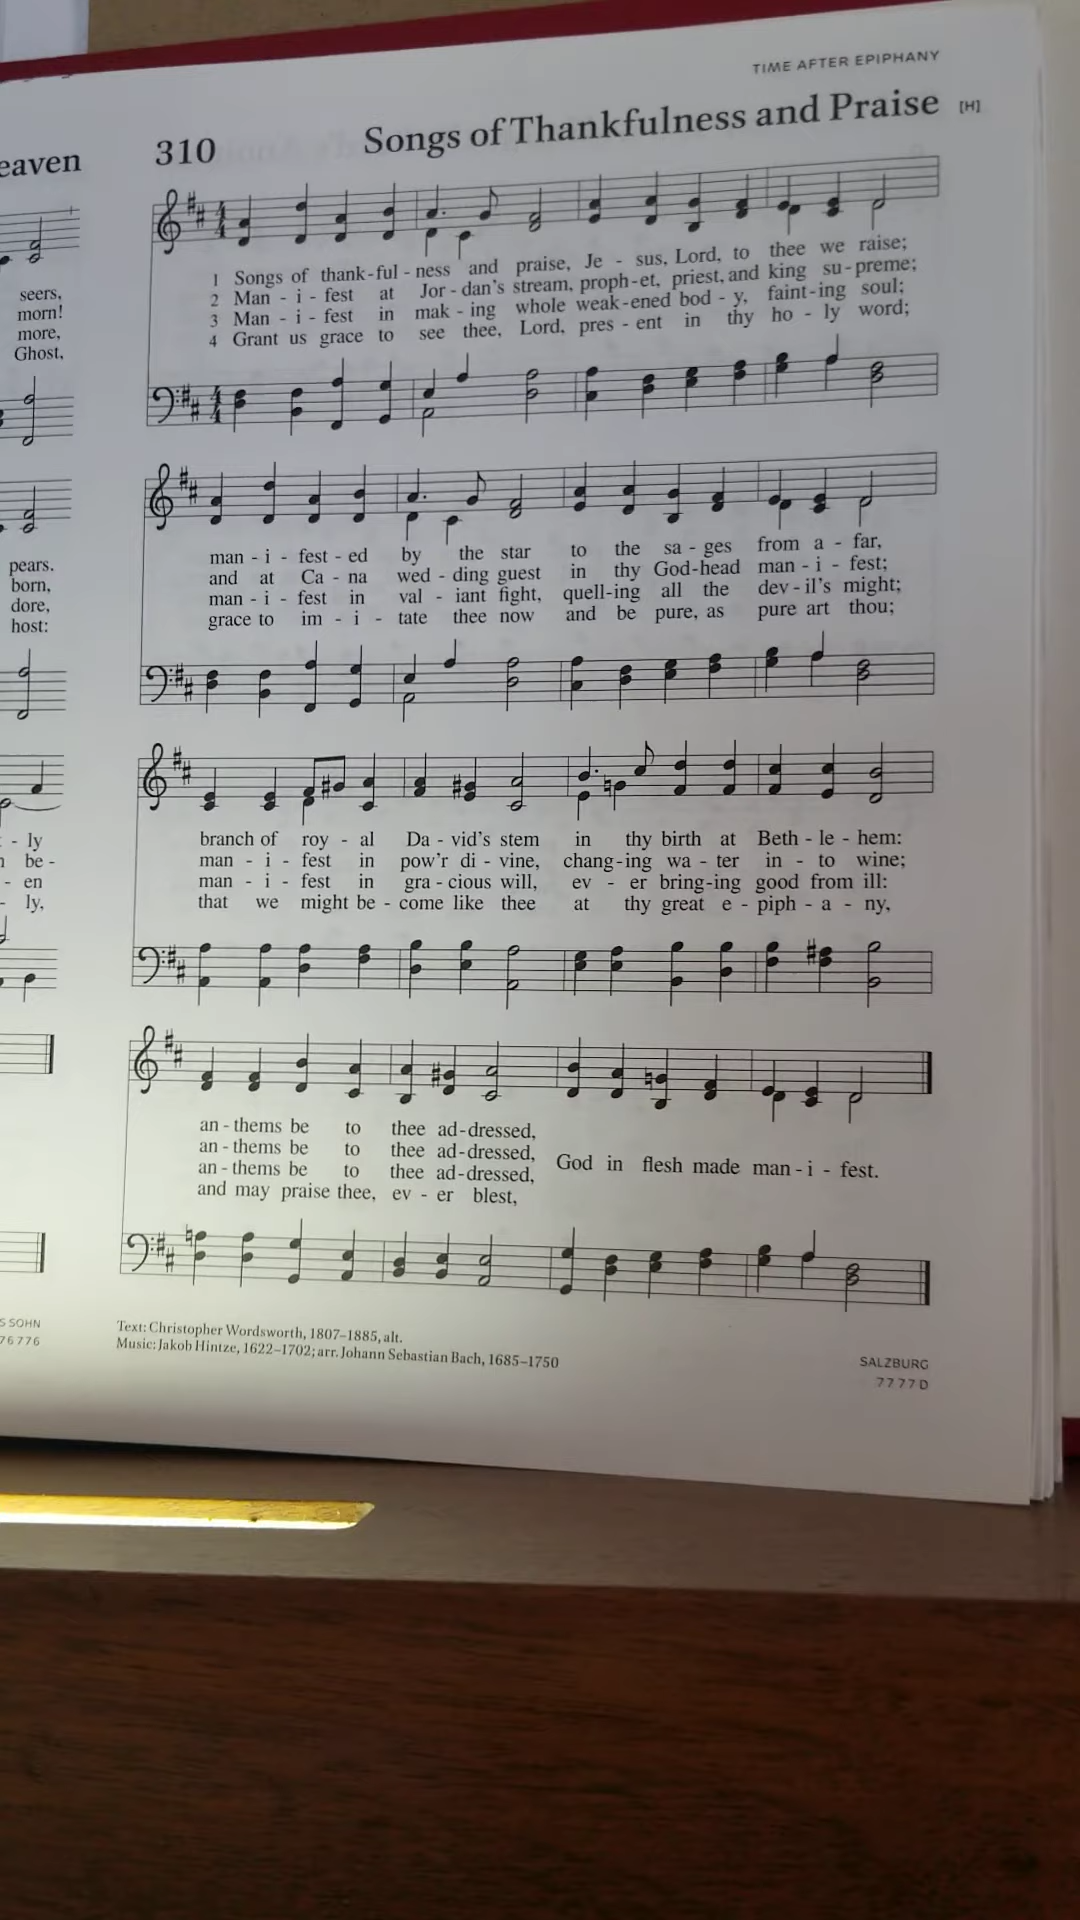 TIME AFTER EPIPHANY
310 Songs of Thankfulness and Praise [H]
eaven
1 Songs of thank-ful - ness and praise, Je - sus, Lord, to thee we raise;
2 Man - i - fest at Jor - dan's stream, proph-et, priest, and king su - preme;
3 Man - i - fest in mak - ing whole weak-ened bod - y, faint-ing soul;
4 Grant us grace to see thee, Lord, pres - ent in thy ho - ly word;
seers,
morn!
more,
Ghost,
man - i - fest - ed by the star to the sa - ges from a - far,
and at Ca - na wed - ding guest in thy God-head man - i - fest;
man - i - fest in val - iant fight, quell-ing all the dev - il's might;
grace to im - i - tate thee now and be pure, as pure art thou;
pears.
born,
dore,
host:
branch of roy - al Da - vid's stem in thy birth at Beth - le - hem:
man - i - fest in pow'r di - vine, chang-ing wa - ter in - to wine;
man - i - fest in gra - cious will, ev - er bring-ing good from ill:
that we might be - come like thee at thy great e - piph - a - ny,
- ly
be -
- en
- ly,
an - thems be to thee ad-dressed,
an - thems be to thee ad-dressed,
an - thems be to thee ad-dressed, God in flesh made man - i - fest.
and may praise thee, ev - er blest,
S SOHN
76 7 76
Text: Christopher Wordsworth, 1807–1885, alt.
Music: Jakob Hintze, 1622–1702; arr. Johann Sebastian Bach, 1685–1750
SALZBURG
7 7 7 7 D